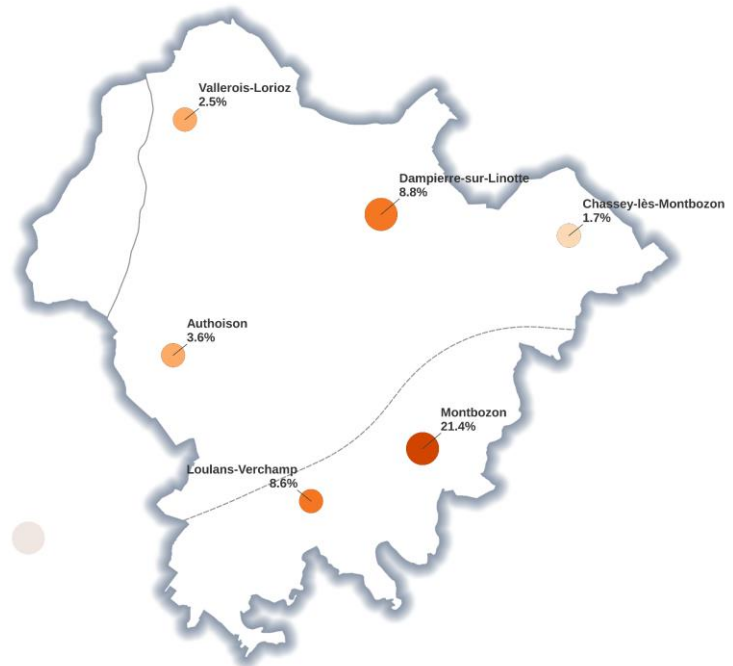 Vallerois-Lorioz
2.5%
Dampierre-sur-Linotte
8.8%
Chassey-lès-Montbozon
1.7%
Authoison
3.6%
Montbozon
21.4%
Loulans-Verchamp
8.6%